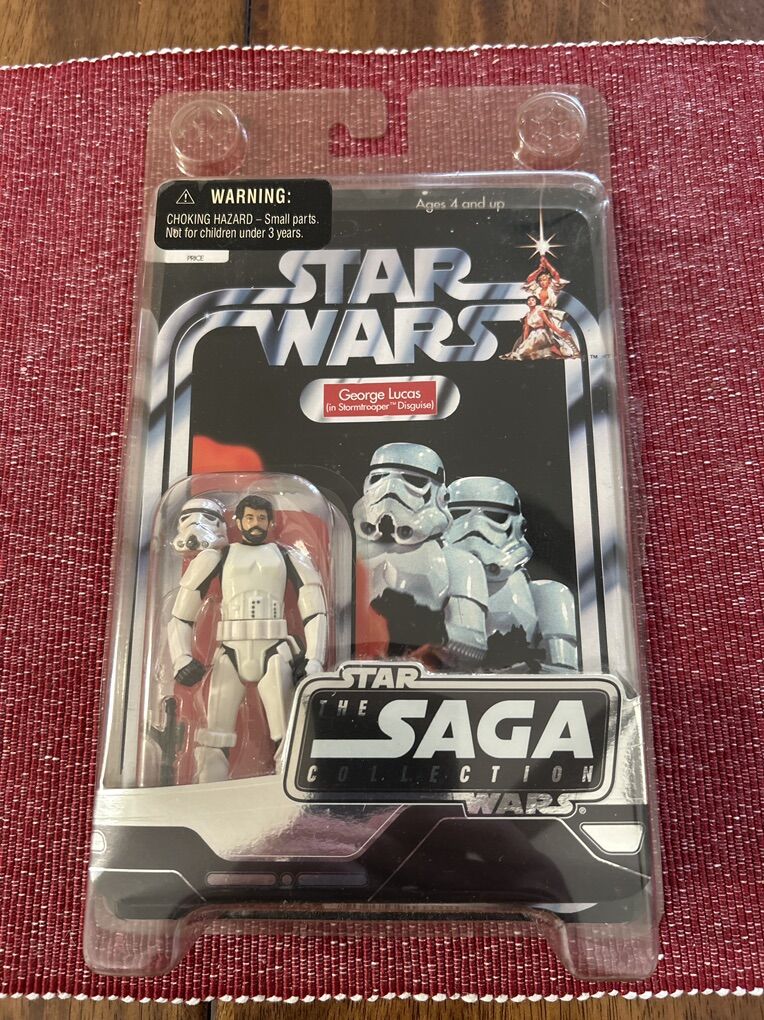 WARNING:
CHOKING HAZARD – Small parts.
Not for children under 3 years.
Ages 4 and up
PRICE
STAR
WARS
TM
George Lucas
(in Stormtrooper™ Disguise)
STAR
THE
SAGA
COLLECTION
WARS®